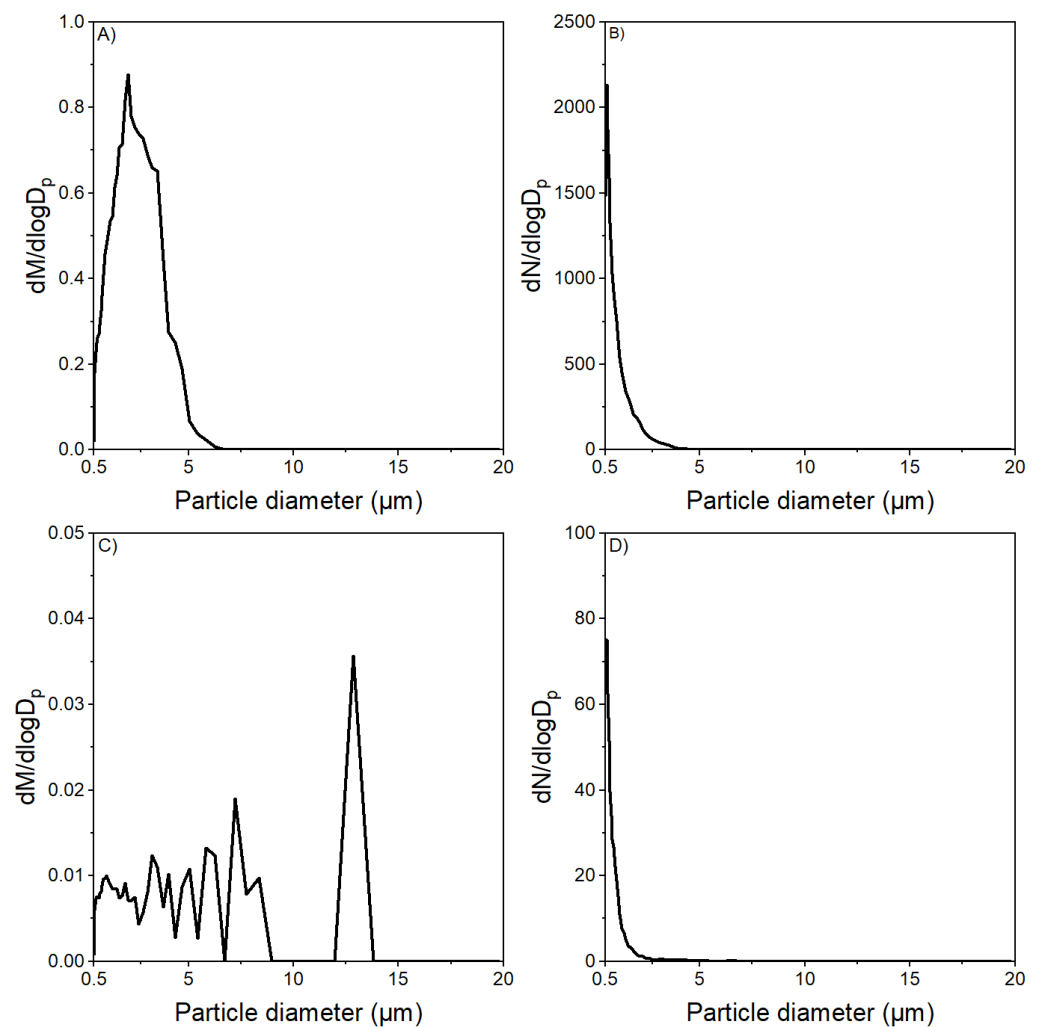 A)
1.0
0.8
0.6
0.4
0.2
0.0
dM/dlogDp
0.5 5 10 15 20
Particle diameter (µm)
B)
2500
2000
1500
1000
500
0
dN/dlogDp
0.5 5 10 15 20
Particle diameter (µm)
C)
0.05
0.04
0.03
0.02
0.01
0.00
dM/dlogDp
0.5 5 10 15 20
Particle diameter (µm)
D)
100
80
60
40
20
0
dN/dlogDp
0.5 5 10 15 20
Particle diameter (µm)